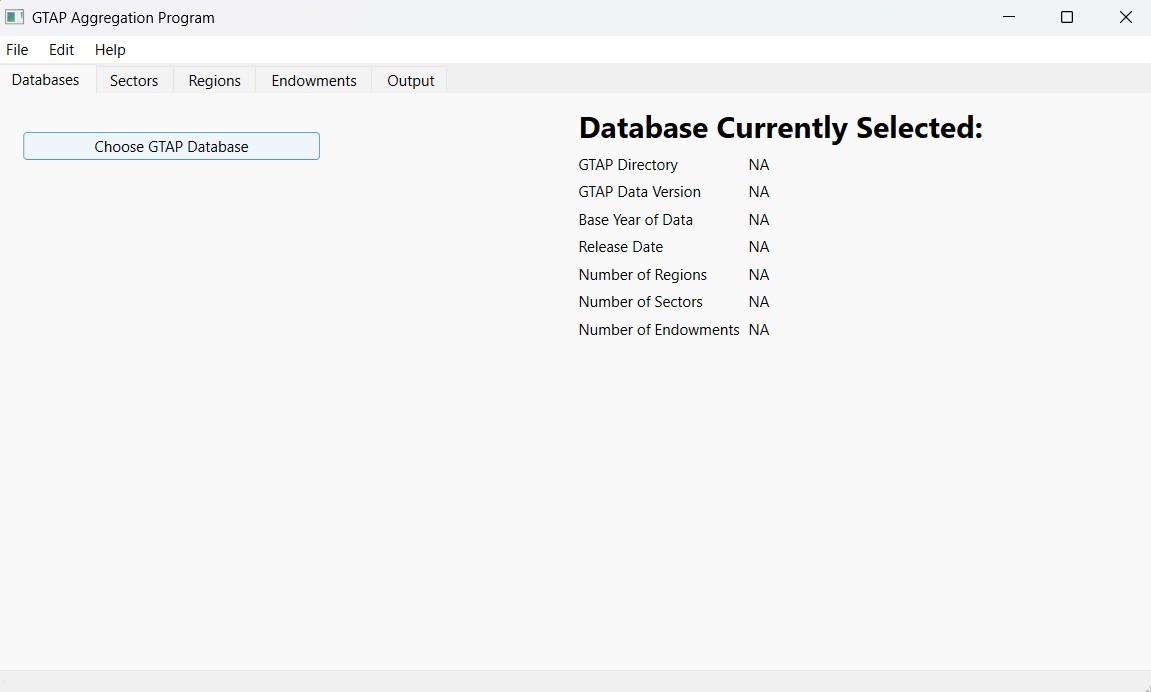 GTAP Aggregation Program
File Edit Help
Databases Sectors Regions Endowments Output
Choose GTAP Database
Database Currently Selected:
GTAP Directory NA
GTAP Data Version NA
Base Year of Data NA
Release Date NA
Number of Regions NA
Number of Sectors NA
Number of Endowments NA